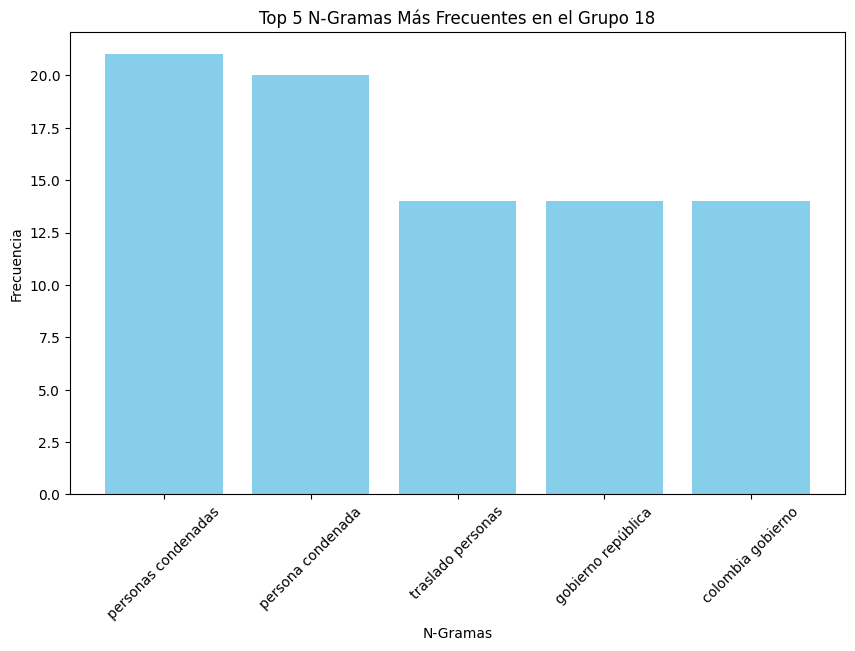 Top 5 N-Gramas Más Frecuentes en el Grupo 18
Frecuencia
20.0
17.5
15.0
12.5
10.0
7.5
5.0
2.5
0.0
personas condenadas
persona condenada
traslado personas
gobierno república
colombia gobierno
N-Gramas